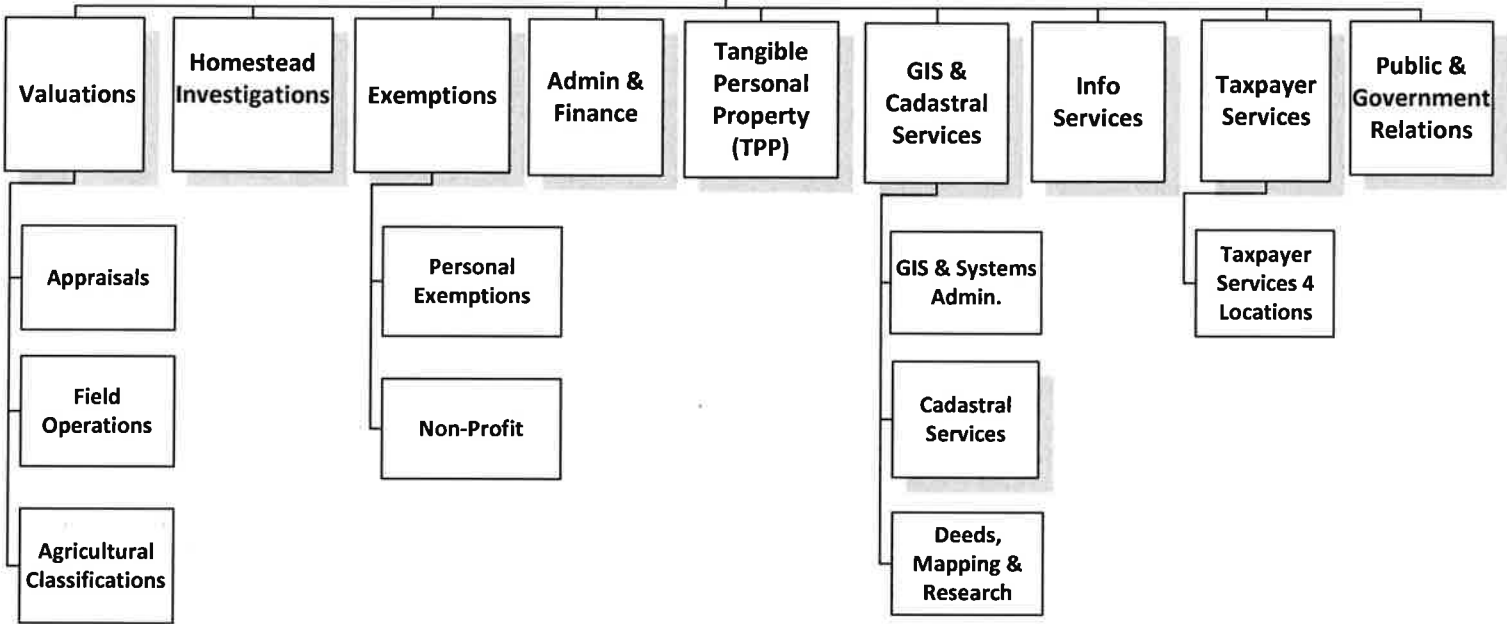 Valuations
Homestead
Investigations
Exemptions
Admin &
Finance
Tangible
Personal
Property
(TPP)
GIS &
Cadastral
Services
Info
Services
Taxpayer
Services
Public &
Government
Relations
Appraisals
Field
Operations
Agricultural
Classifications
Personal
Exemptions
Non-Profit
GIS & Systems
Admin.
Cadastral
Services
Deeds,
Mapping &
Research
Taxpayer
Services 4
Locations